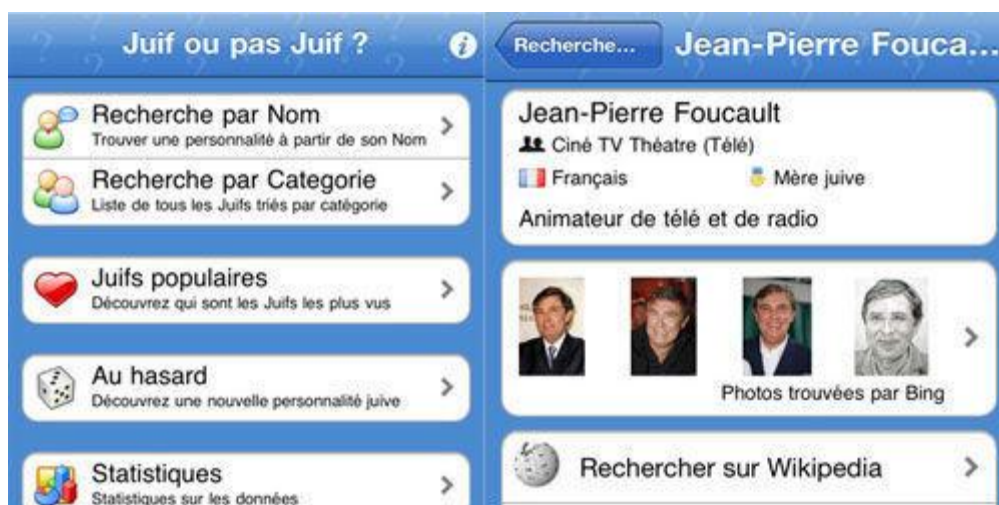 Juif ou pas Juif ?
Recherche par Nom
Trouver une personnalité à partir de son Nom
Recherche par Categorie
Liste de tous les Juifs triés par catégorie
Juifs populaires
Découvrez qui sont les Juifs les plus vus
Au hasard
Découvrez une nouvelle personnalité juive
Statistiques
Statistiques sur les données
Recherche...
Jean-Pierre Fouca...
Jean-Pierre Foucault
Ciné TV Théatre (Télé)
Français
Mère juive
Animateur de télé et de radio
Photos trouvées par Bing
Rechercher sur Wikipedia